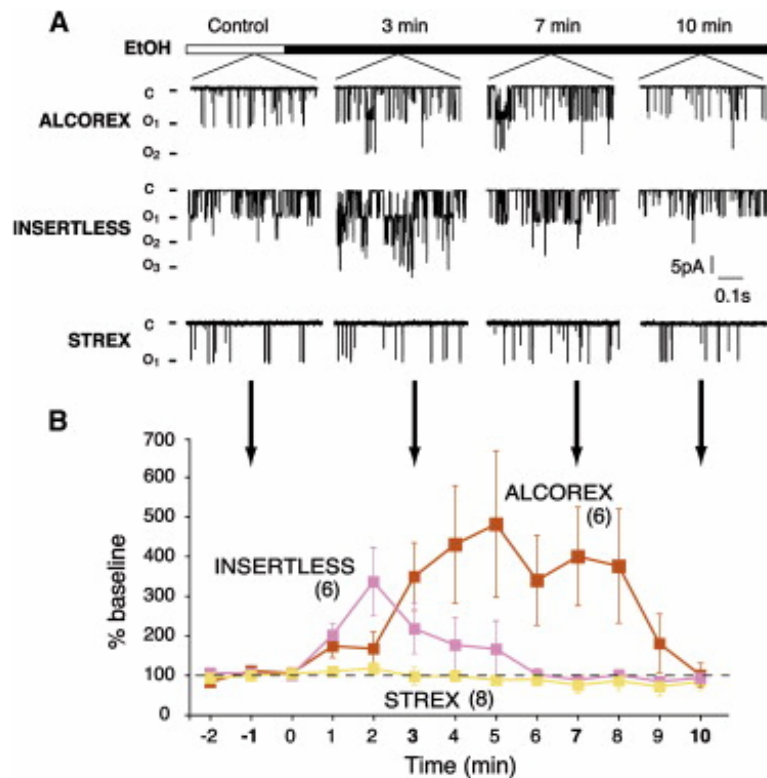 A
Control 3 min 7 min 10 min
EtOH
ALCOREX
C
O1
O2
INSERTLESS
C
O1
O2
O3
5pA
0.1s
STREX
C
O1
B
% baseline
700
600
500
400
300
200
100
0
ALCOREX
(6)
INSERTLESS
(6)
STREX (8)
-2 -1 0 1 2 3 4 5 6 7 8 9 10
Time (min)